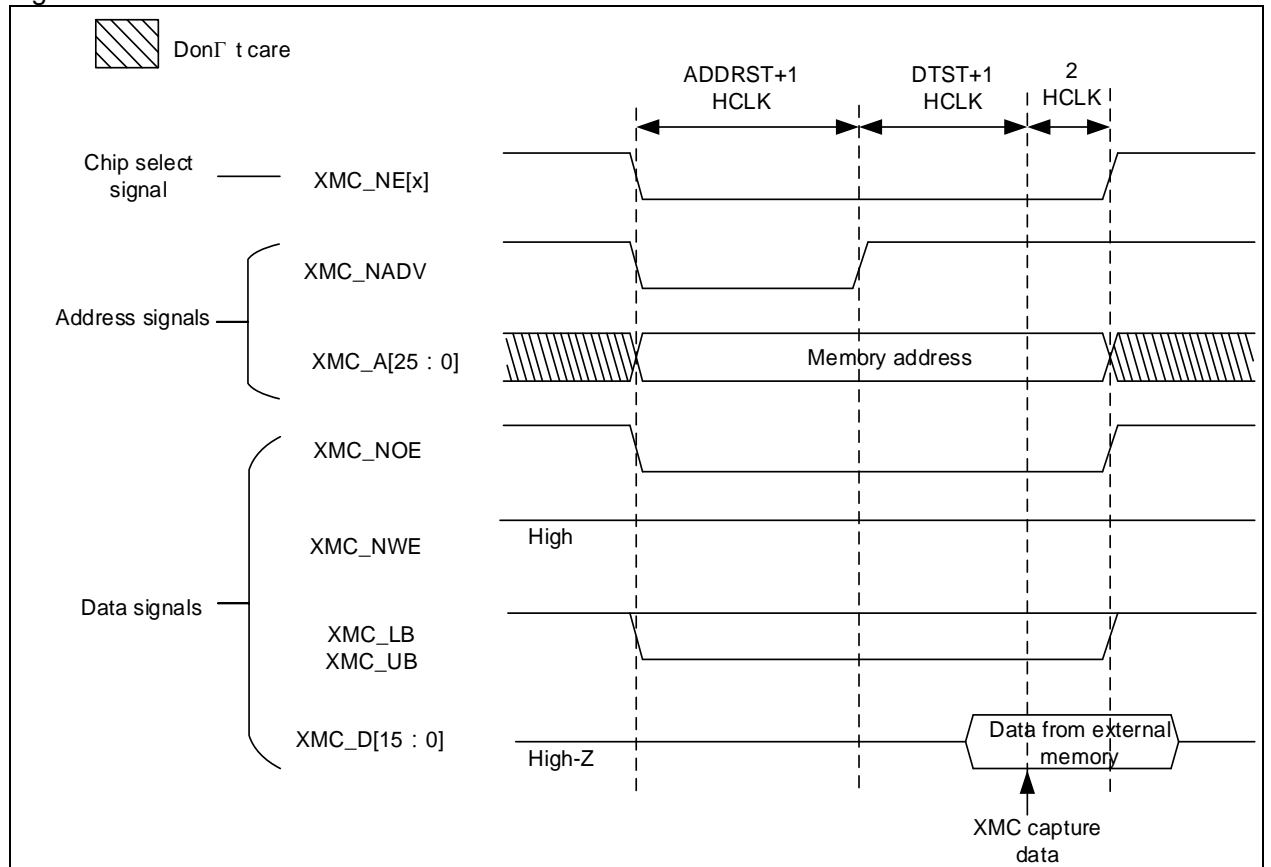 DonΓ t care
ADDRST+1
HCLK
DTST+1
HCLK
2
HCLK
Chip select
signal
XMC_NE[x]
XMC_NADV
Address signals
XMC_A[25 : 0]
Memory address
XMC_NOE
High
XMC_NWE
Data signals
XMC_LB
XMC_UB
XMC_D[15 : 0]
High-Z
Data from external
memory
XMC capture
data